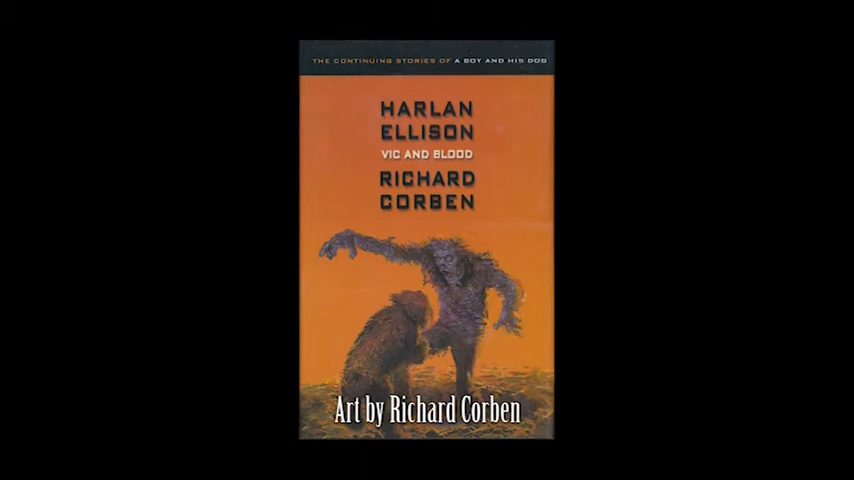 THE CONTINUING STORIES OF A BOY AND HIS DOG
HARLAN
ELLISON
VIC AND BLOOD
RICHARD
CORBEN
Art by Richard Corben